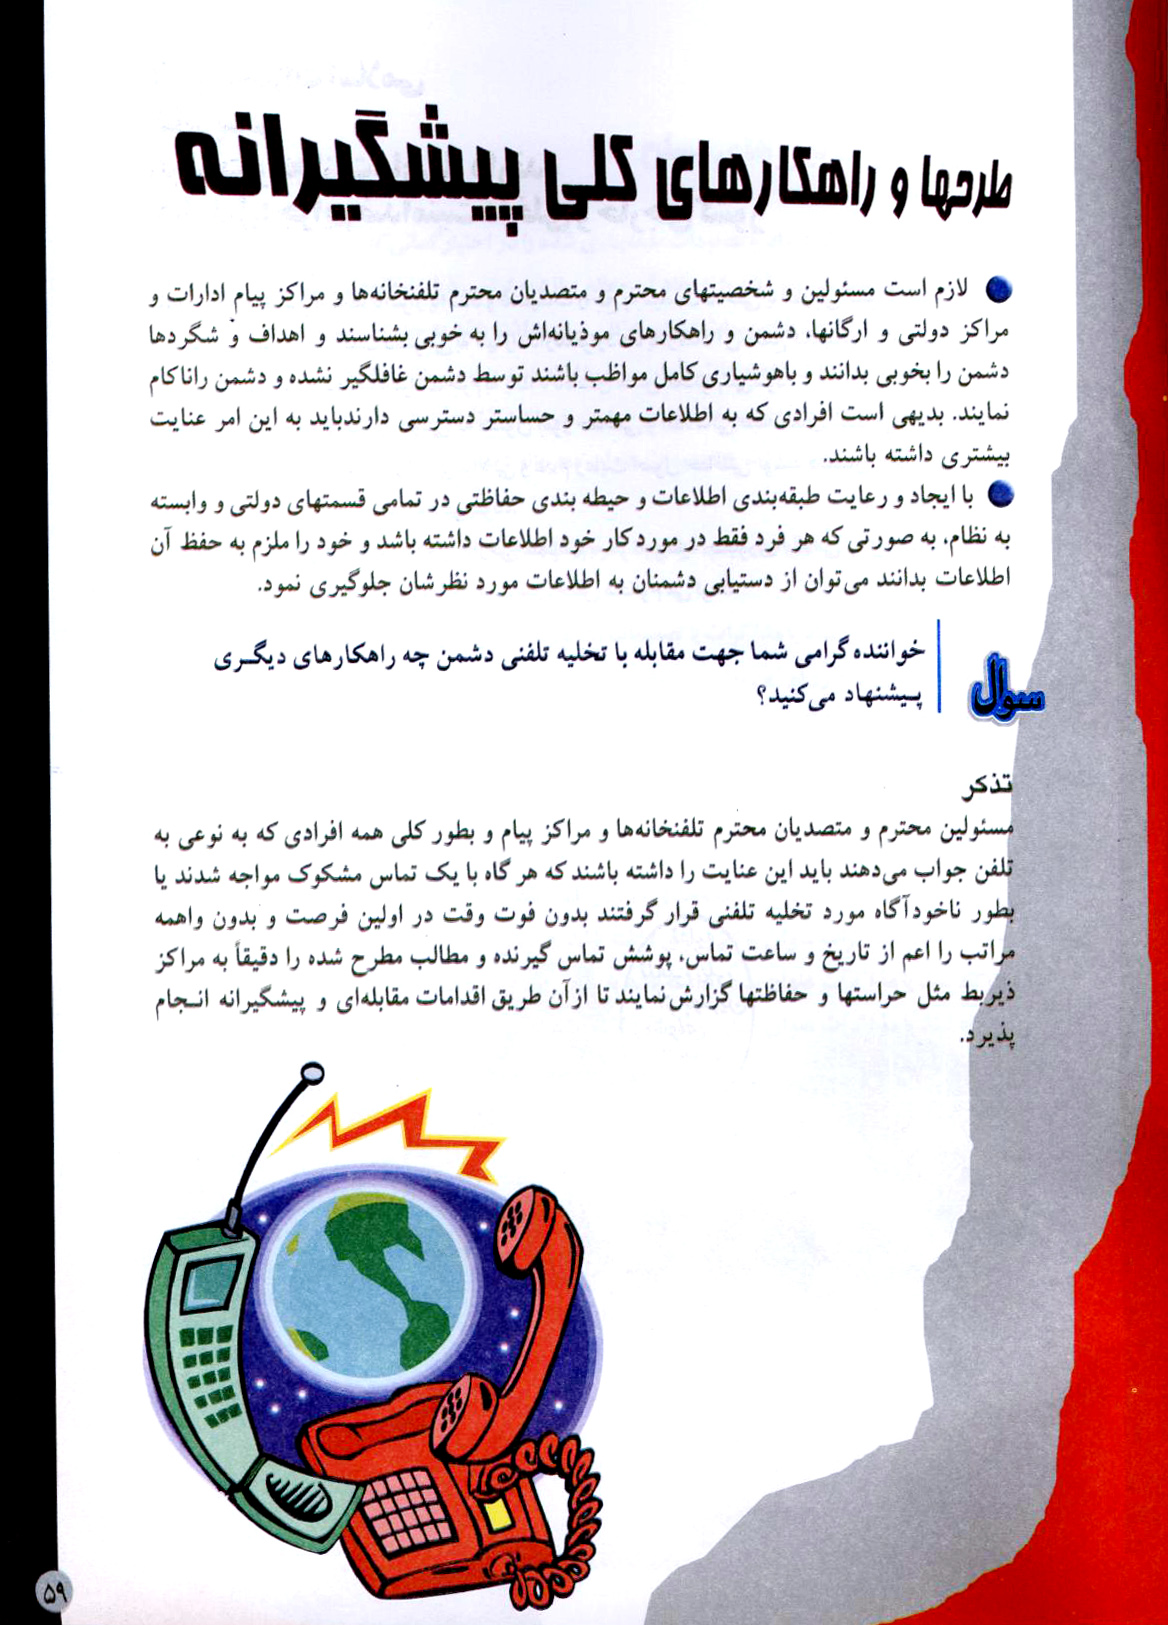 طرحها و راهکارهای کلی پیشگیرانه
لازم است مسئولین و شخصیتهای محترم و متصدیان محترم تلفنخانه‌ها و مراکز پیام ادارات و
مراکز دولتی و ارگانها، دشمن و راهکارهای موذیانه‌اش را به خوبی بشناسند و اهداف و شگردها
دشمن را بخوبی بدانند و باهوشیاری کامل مواظب باشند توسط دشمن غافلگیر نشده و دشمن راناکام
نمایند. بدیهی است افرادی که به اطلاعات مهمتر و حساستر دسترسی دارندباید به این امر عنایت
بیشتری داشته باشند.
با ایجاد و رعایت طبقه‌بندی اطلاعات و حیطه بندی حفاظتی در تمامی قسمتهای دولتی و وابسته
به نظام، به صورتی که هر فرد فقط در مورد کار خود اطلاعات داشته باشد و خود را ملزم به حفظ آن
اطلاعات بدانند می‌توان از دستیابی دشمنان به اطلاعات مورد نظرشان جلوگیری نمود.
سوال
خواننده گرامی شما جهت مقابله با تخلیه تلفنی دشمن چه راهکارهای دیگری
پیشنهاد می‌کنید؟
تذکر
مسئولین محترم و متصدیان محترم تلفنخانه‌ها و مراکز پیام و بطور کلی همه افرادی که به نوعی به
تلفن جواب می‌دهند باید این عنایت را داشته باشند که هر گاه با یک تماس مشکوک مواجه شدند یا
بطور ناخودآگاه مورد تخلیه تلفنی قرار گرفتند بدون فوت وقت در اولین فرصت و بدون واهمه
مراتب را اعم از تاریخ و ساعت تماس، پوشش تماس گیرنده و مطالب مطرح شده را دقیقاً به مراکز
ذیربط مثل حراستها و حفاظتها گزارش نمایند تا از آن طریق اقدامات مقابله‌ای و پیشگیرانه انجام
پذیرد.
۵۹